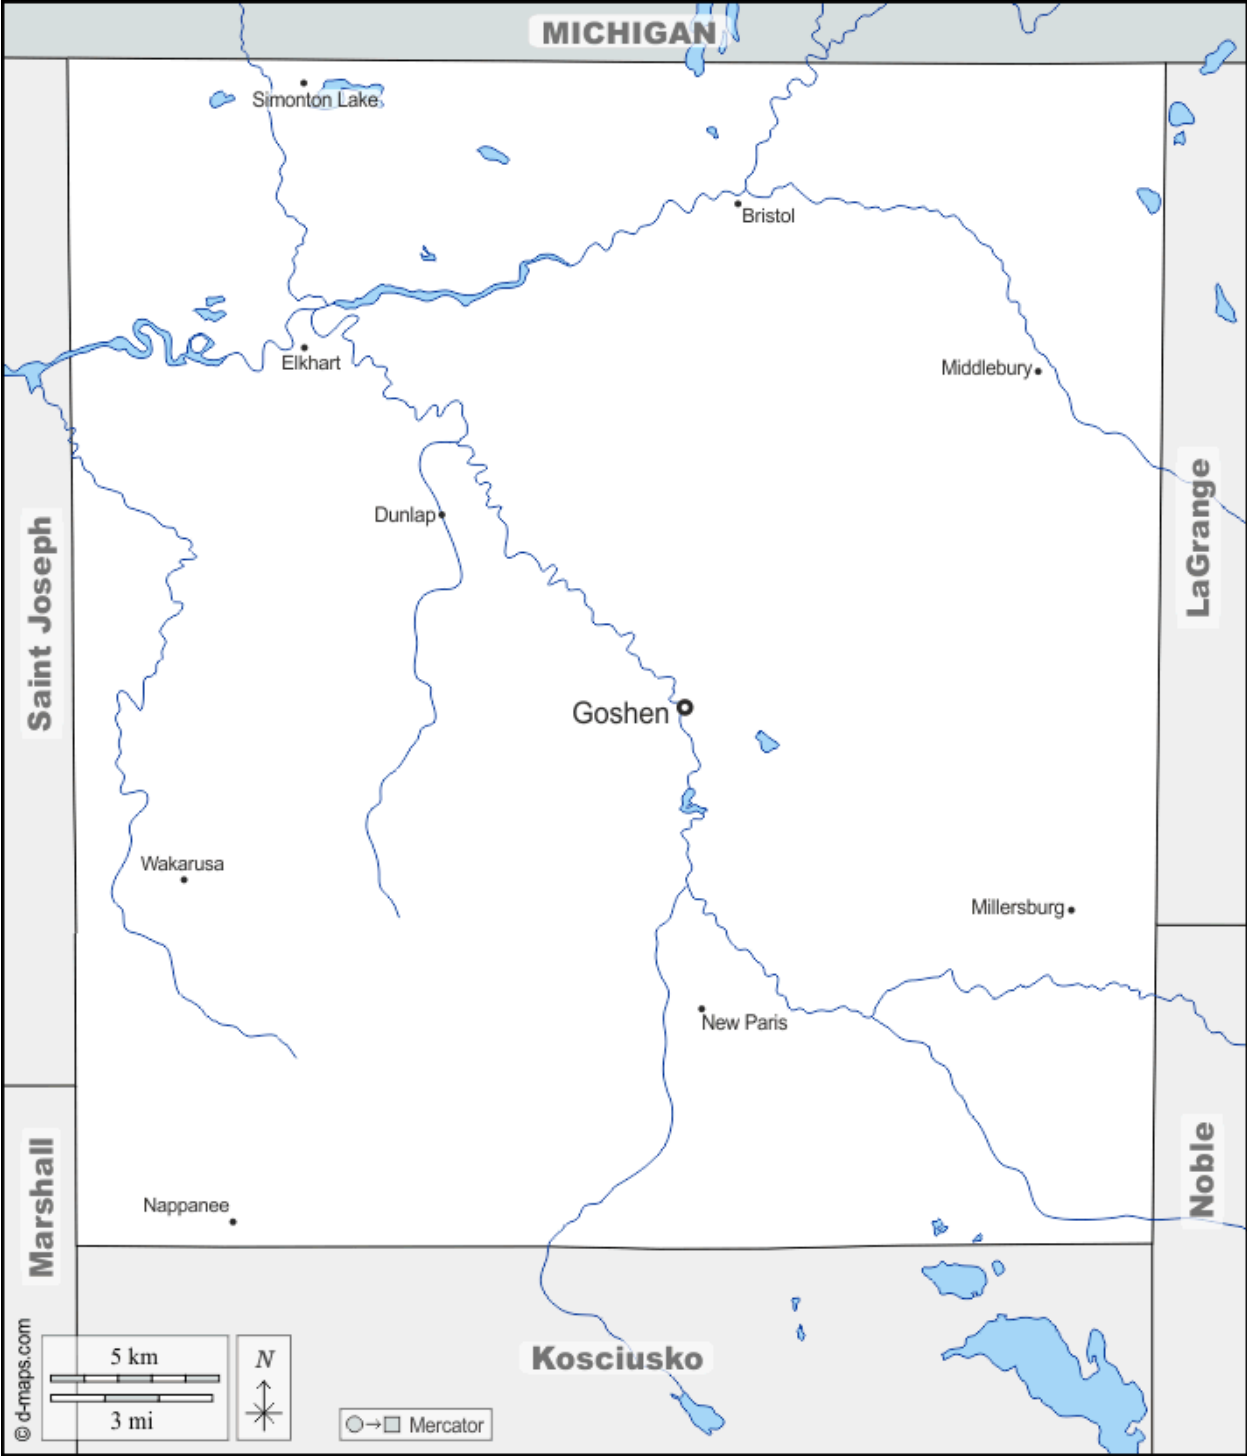 MICHIGAN
Simonton Lake
Bristol
Elkhart
Middlebury
LaGrange
Dunlap
Saint Joseph
Goshen
Wakarusa
Millersburg
New Paris
Noble
Marshall
Nappanee
Kosciusko
© d-maps.com
5 km
3 mi
N
Mercator